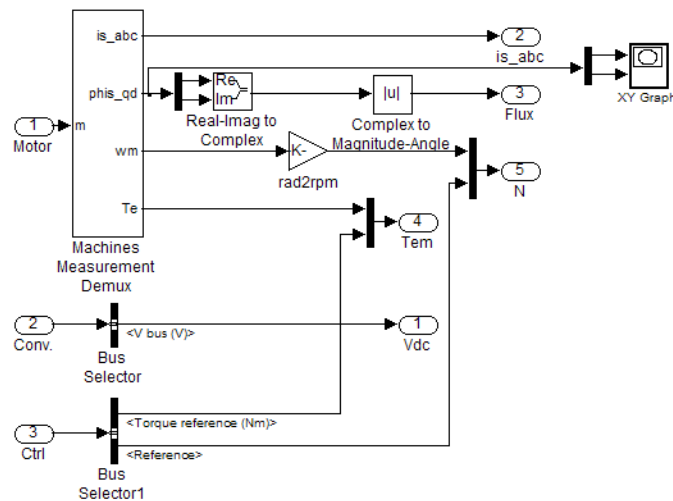 is_abc
2
is_abc
phis_qd
Re
Im
Real-Imag to
Complex
|u|
Complex to
Magnitude-Angle
3
Flux
XY Graph
1
Motor
m
wm
K-
rad2rpm
5
N
Te
4
Tem
Machines
Measurement
Demux
2
Conv.
<V bus (V)>
Bus
Selector
1
Vdc
3
Ctrl
<Torque reference (Nm)>
<Reference>
Bus
Selector1